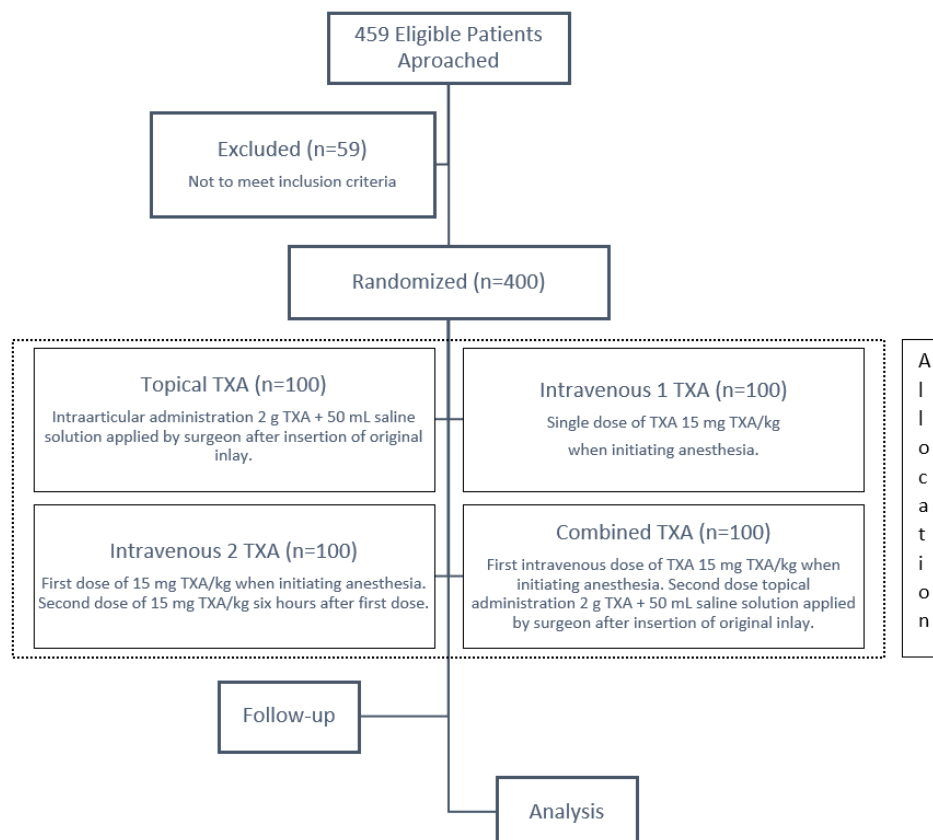 459 Eligible Patients
Aproached
Excluded (n=59)
Not to meet inclusion criteria
Randomized (n=400)
Topical TXA (n=100)
Intraarticular administration 2 g TXA + 50 mL saline
solution applied by surgeon after insertion of original
inlay.
Intravenous 1 TXA (n=100)
Single dose of TXA 15 mg TXA/kg
when initiating anesthesia.
Intravenous 2 TXA (n=100)
First dose of 15 mg TXA/kg when initiating anesthesia.
Second dose of 15 mg TXA/kg six hours after first dose.
Combined TXA (n=100)
First intravenous dose of TXA 15 mg TXA/kg when
initiating anesthesia. Second dose topical
administration 2 g TXA + 50 mL saline solution applied
by surgeon after insertion of original inlay.
Allocation
Follow-up
Analysis